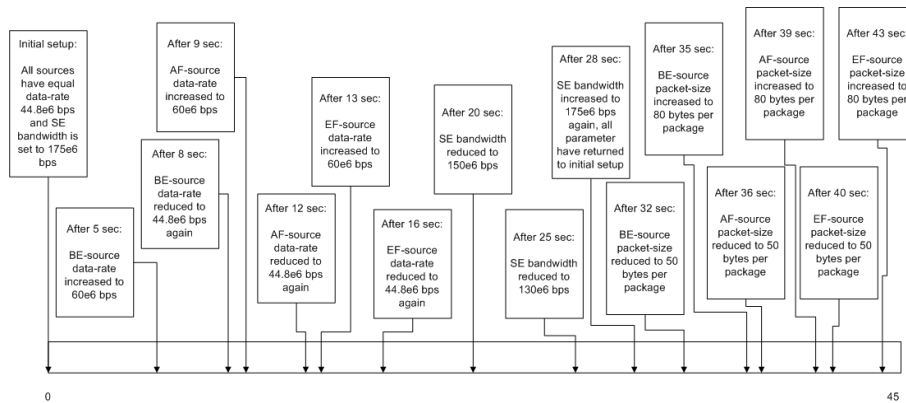 Initial setup:
All sources
have equal
data-rate
44.8e6 bps
and SE
bandwidth is
set to 175e6
bps
After 5 sec:
BE-source
data-rate
increased to
60e6 bps
After 8 sec:
BE-source
data-rate
reduced to
44.8e6 bps
again
After 9 sec:
AF-source
data-rate
increased to
60e6 bps
After 12 sec:
AF-source
data-rate
reduced to
44.8e6 bps
again
After 13 sec:
EF-source
data-rate
increased to
60e6 bps
After 16 sec:
EF-source
data-rate
reduced to
44.8e6 bps
again
After 20 sec:
SE bandwidth
reduced to
150e6 bps
After 25 sec:
SE bandwidth
reduced to
130e6 bps
After 28 sec:
SE bandwidth
increased to
175e6 bps
again, all
parameter
have returned
to initial setup
After 32 sec:
BE-source
packet-size
reduced to 50
bytes per
package
After 35 sec:
BE-source
packet-size
increased to
80 bytes per
package
After 36 sec:
AF-source
packet-size
reduced to 50
bytes per
package
After 39 sec:
AF-source
packet-size
increased to
80 bytes per
package
After 40 sec:
EF-source
packet-size
reduced to 50
bytes per
package
After 43 sec:
EF-source
packet-size
increased to
80 bytes per
package
0
45